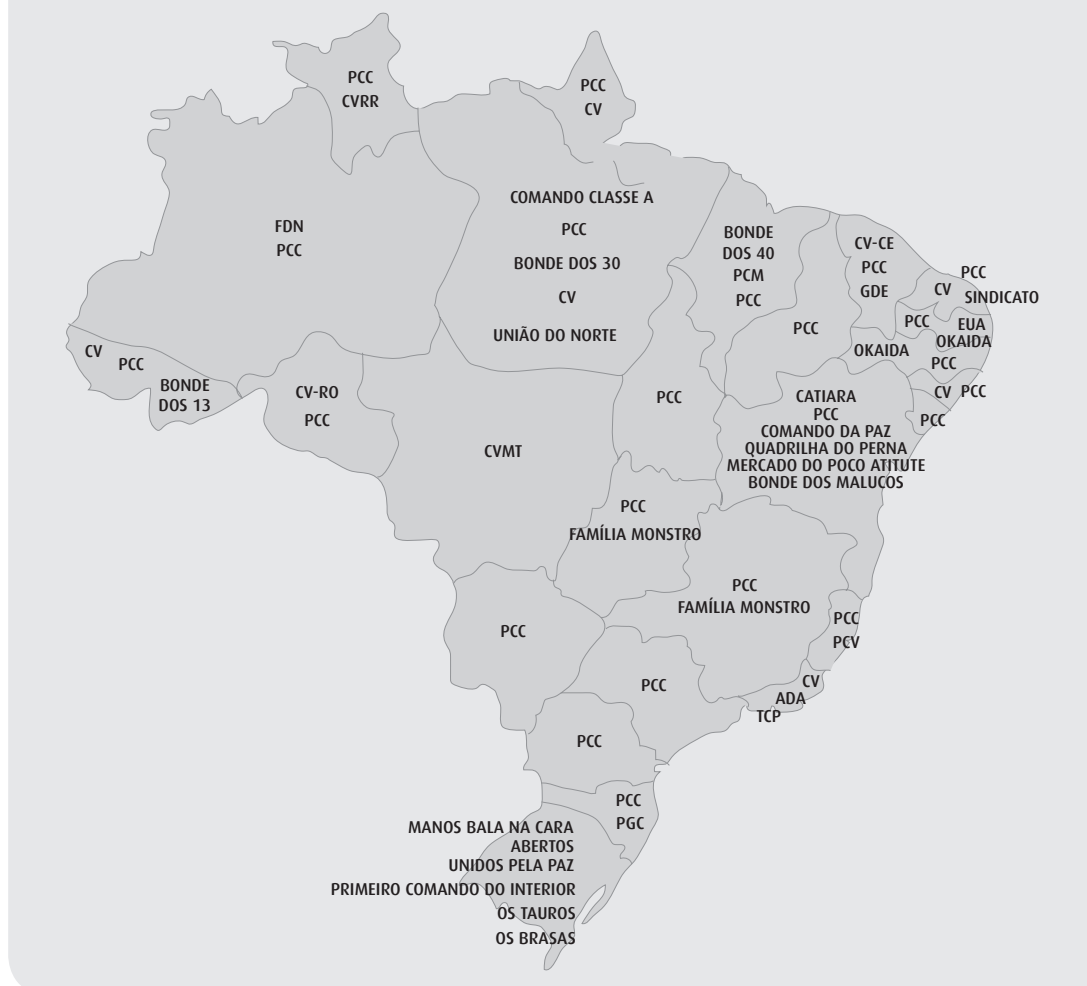 PCC
CVRR
PCC
CV
FDN
PCC
COMANDO CLASSE A
PCC
BONDE DOS 30
CV
UNIÃO DO NORTE
BONDE
DOS 40
PCM
PCC
PCC
CV-CE
PCC
GDE
PCC
CV
SINDICATO
PCC
EUA
OKAIDA
OKAIDA
PCC
CV
PCC
PCC
CV
PCC
BONDE
DOS 13
CV-RO
PCC
CVMT
PCC
CATIARA
PCC
COMANDO DA PAZ
QUADRILHA DO PERNA
MERCADO DO POCO ATITUTE
BONDE DOS MALUCOS
PCC
FAMÍLIA MONSTRO
PCC
FAMÍLIA MONSTRO
PCC
PCV
PCC
PCC
CV
ADA
TCP
PCC
PCC
PGC
MANOS BALA NA CARA
ABERTOS
UNIDOS PELA PAZ
PRIMEIRO COMANDO DO INTERIOR
OS TAUROS
OS BRASAS